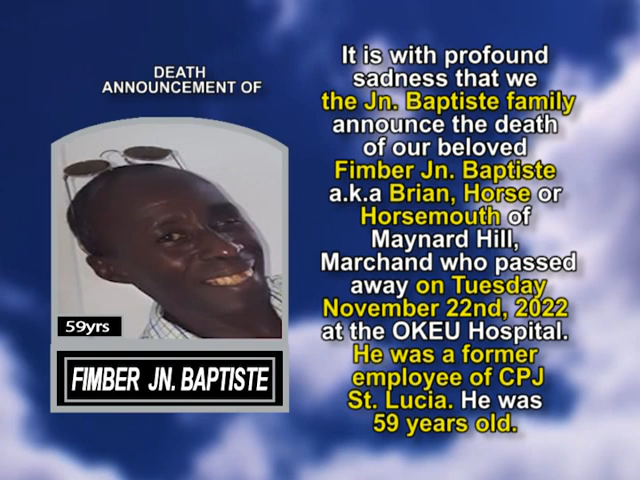 DEATH
ANNOUNCEMENT OF
59yrs
FIMBER JN. BAPTISTE
It is with profound
sadness that we
the Jn. Baptiste family
announce the death
of our beloved
Fimber Jn. Baptiste
a.k.a Brian, Horse or
Horsemouth of
Maynard Hill,
Marchand who passed
away on Tuesday
November 22nd, 2022
at the OKEU Hospital.
He was a former
employee of CPJ
St. Lucia. He was
59 years old.